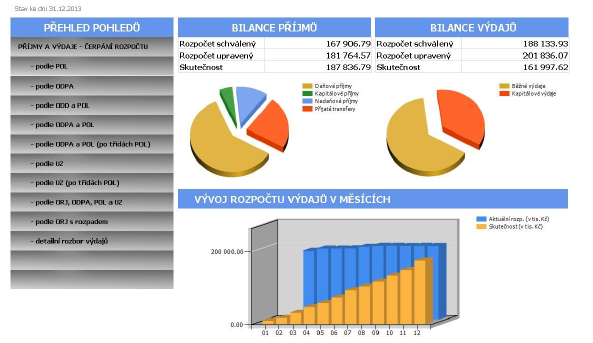 Stav ke dni 31.12.2013
PŘEHLED POHLEDŮ
PŘÍJMY A VÝDAJE - ČERPÁNÍ ROZPOČTU
- podle POL
- podle ODPA
- podle ODD a POL
- podle ODPA a POL
- podle ODPA a POL (po třídách POL)
- podle UZ
- podle UZ (po třídách POL)
- podle ORJ, ODPA, POL a UZ
- podle ORJ s rozpadem
- detailní rozbor výdajů
BILANCE PŘÍJMŮ
Rozpočet schválený 167 906.79
Rozpočet upravený 181 764.57
Skutečnost 187 836.79
Daňové příjmy
Kapitálové příjmy
Nedaňové příjmy
Přijaté transfery
BILANCE VÝDAJŮ
Rozpočet schválený 188 133.93
Rozpočet upravený 201 836.07
Skutečnost 161 997.62
Běžné výdaje
Kapitálové výdaje
VÝVOJ ROZPOČTU VÝDAJŮ V MĚSÍCÍCH
Aktuální rozp. (v tis. Kč)
Skutečnost (v tis. Kč)
200 000.00
0.00
01 02 03 04 05 06 07 08 09 10 11 12